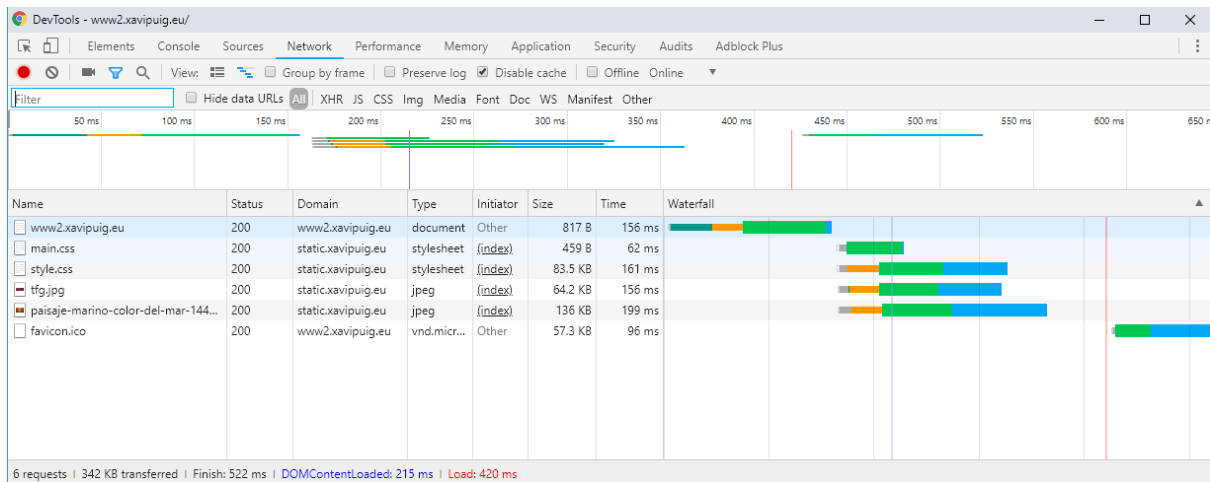 DevTools - www2.xavipuig.eu/
Elements Console Sources Network Performance Memory Application Security Audits Adblock Plus
View: Group by frame Preserve log Disable cache Offline Online
Filter Hide data URLs All XHR JS CSS Img Media Font Doc WS Manifest Other
50 ms 100 ms 150 ms 200 ms 250 ms 300 ms 350 ms 400 ms 450 ms 500 ms 550 ms 600 ms 650 r
Name Status Domain Type Initiator Size Time Waterfall
www2.xavipuig.eu 200 www2.xavipuig.eu document Other 817 B 156 ms
main.css 200 static.xavipuig.eu stylesheet (index) 459 B 62 ms
style.css 200 static.xavipuig.eu stylesheet (index) 83.5 KB 161 ms
tfg.jpg 200 static.xavipuig.eu jpeg (index) 64.2 KB 156 ms
paisaje-marino-color-del-mar-144... 200 static.xavipuig.eu jpeg (index) 136 KB 199 ms
favicon.ico 200 www2.xavipuig.eu vnd.micr... Other 57.3 KB 96 ms
6 requests | 342 KB transferred | Finish: 522 ms | DOMContentLoaded: 215 ms | Load: 420 ms